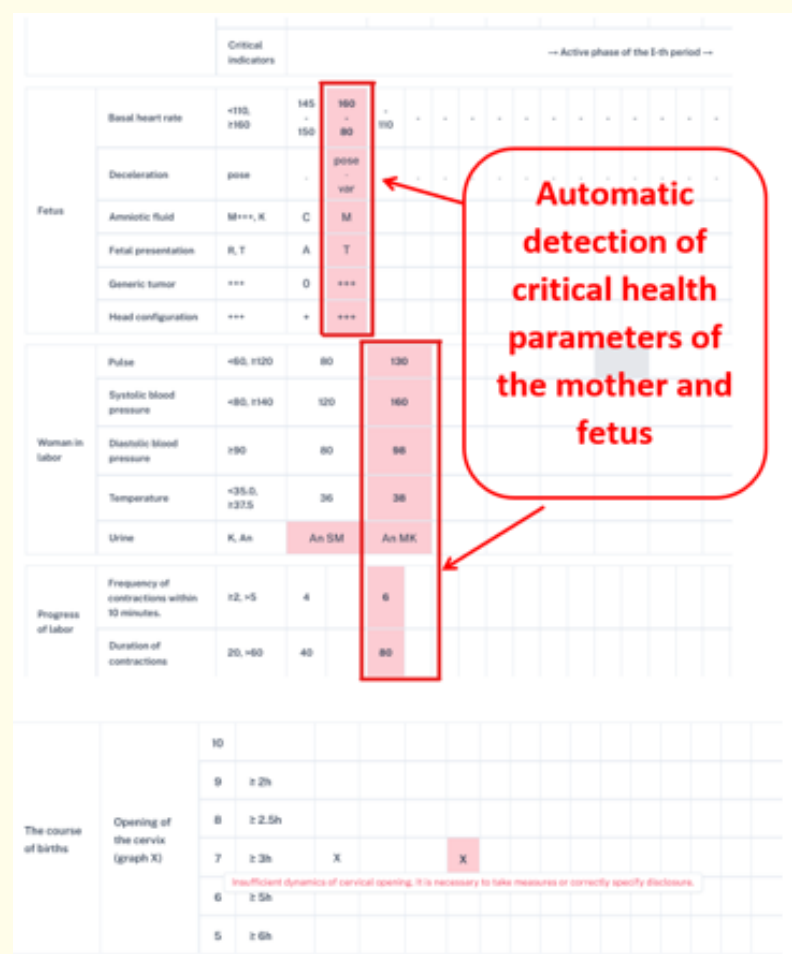 Critical
indicators
→ Active phase of the I-th period →
Fetus
Basal heart rate
<110,
≥160
145
-
150
160
-
80
-
110
- - - - - - - - - - - -
Deceleration
pose
-
pose
-
var
Amniotic fluid
M+++, K
C
M
Fetal presentation
R, T
A
T
Generic tumor
+++
0
+++
Head configuration
+++
+
+++
Automatic
detection of
critical health
parameters of
the mother and
fetus
Woman in
labor
Pulse
<60, ≥120
80
130
Systolic blood
pressure
<80, ≥140
120
160
Diastolic blood
pressure
≥90
80
98
Temperature
<35.0,
≥37.5
36
38
Urine
K, An
An SM
An MK
Progress
of labor
Frequency of
contractions within
10 minutes.
≥2, >5
4
6
Duration of
contractions
20, >60
40
80
The course
of births
Opening of
the cervix
(graph X)
10
9 ≥ 2h
8 ≥ 2.5h
7 ≥ 3h X X
Insufficient dynamics of cervical opening. It is necessary to take measures or correctly specify disclosure.
6 ≥ 5h
5 ≥ 6h